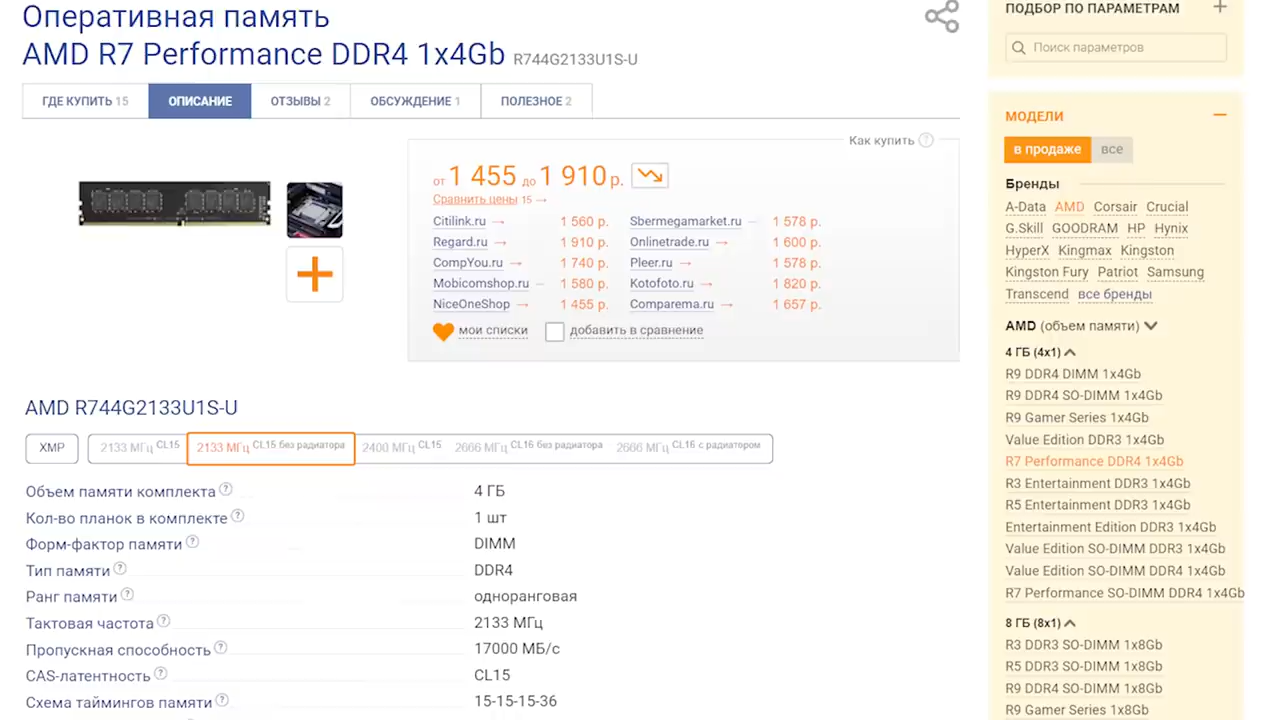 Оперативная память
AMD R7 Performance DDR4 1x4Gb R744G2133U1S-U
ГДЕ КУПИТЬ 15 ОПИСАНИЕ ОТЗЫВЫ 2 ОБСУЖДЕНИЕ 1 ПОЛЕЗНОЕ 2
Как купить ?
от 1 455 до 1 910 р.
Сравнить цены 15 →
Citilink.ru → 1 560 р. Sbermegamarket.ru 1 578 р.
Regard.ru → 1 910 р. Onlinetrade.ru → 1 600 р.
CompYou.ru → 1 740 р. Pleer.ru → 1 578 р.
Mobicomshop.ru 1 580 р. Kotofoto.ru → 1 820 р.
NiceOneShop → 1 455 р. Comparema.ru → 1 657 р.
мои списки добавить в сравнение
AMD R744G2133U1S-U
XMP 2133 МГц CL15 2133 МГц CL15 без радиатора 2400 МГц CL15 2666 МГц CL16 без радиатора 2666 МГц CL16 с радиатором
Объем памяти комплекта ? 4 ГБ
Кол-во планок в комплекте ? 1 шт
Форм-фактор памяти ? DIMM
Тип памяти ? DDR4
Ранг памяти ? одноранговая
Тактовая частота ? 2133 МГц
Пропускная способность ? 17000 МБ/с
CAS-латентность ? CL15
Схема таймингов памяти ? 15-15-15-36
ПОДБОР ПО ПАРАМЕТРАМ +
Поиск параметров
МОДЕЛИ
в продаже все
Бренды
A-Data AMD Corsair Crucial
G.Skill GOODRAM HP Hynix
HyperX Kingmax Kingston
Kingston Fury Patriot Samsung
Transcend все бренды
AMD (объем памяти)
4 ГБ (4x1)
R9 DDR4 DIMM 1x4Gb
R9 DDR4 SO-DIMM 1x4Gb
R9 Gamer Series 1x4Gb
Value Edition DDR3 1x4Gb
R7 Performance DDR4 1x4Gb
R3 Entertainment DDR3 1x4Gb
R5 Entertainment DDR3 1x4Gb
Entertainment Edition DDR3 1x4Gb
Value Edition SO-DIMM DDR3 1x4Gb
Value Edition SO-DIMM DDR4 1x4Gb
R7 Performance SO-DIMM DDR4 1x4Gb
8 ГБ (8x1)
R3 DDR3 SO-DIMM 1x8Gb
R5 DDR3 SO-DIMM 1x8Gb
R9 DDR4 SO-DIMM 1x8Gb
R9 Gamer Series 1x8Gb